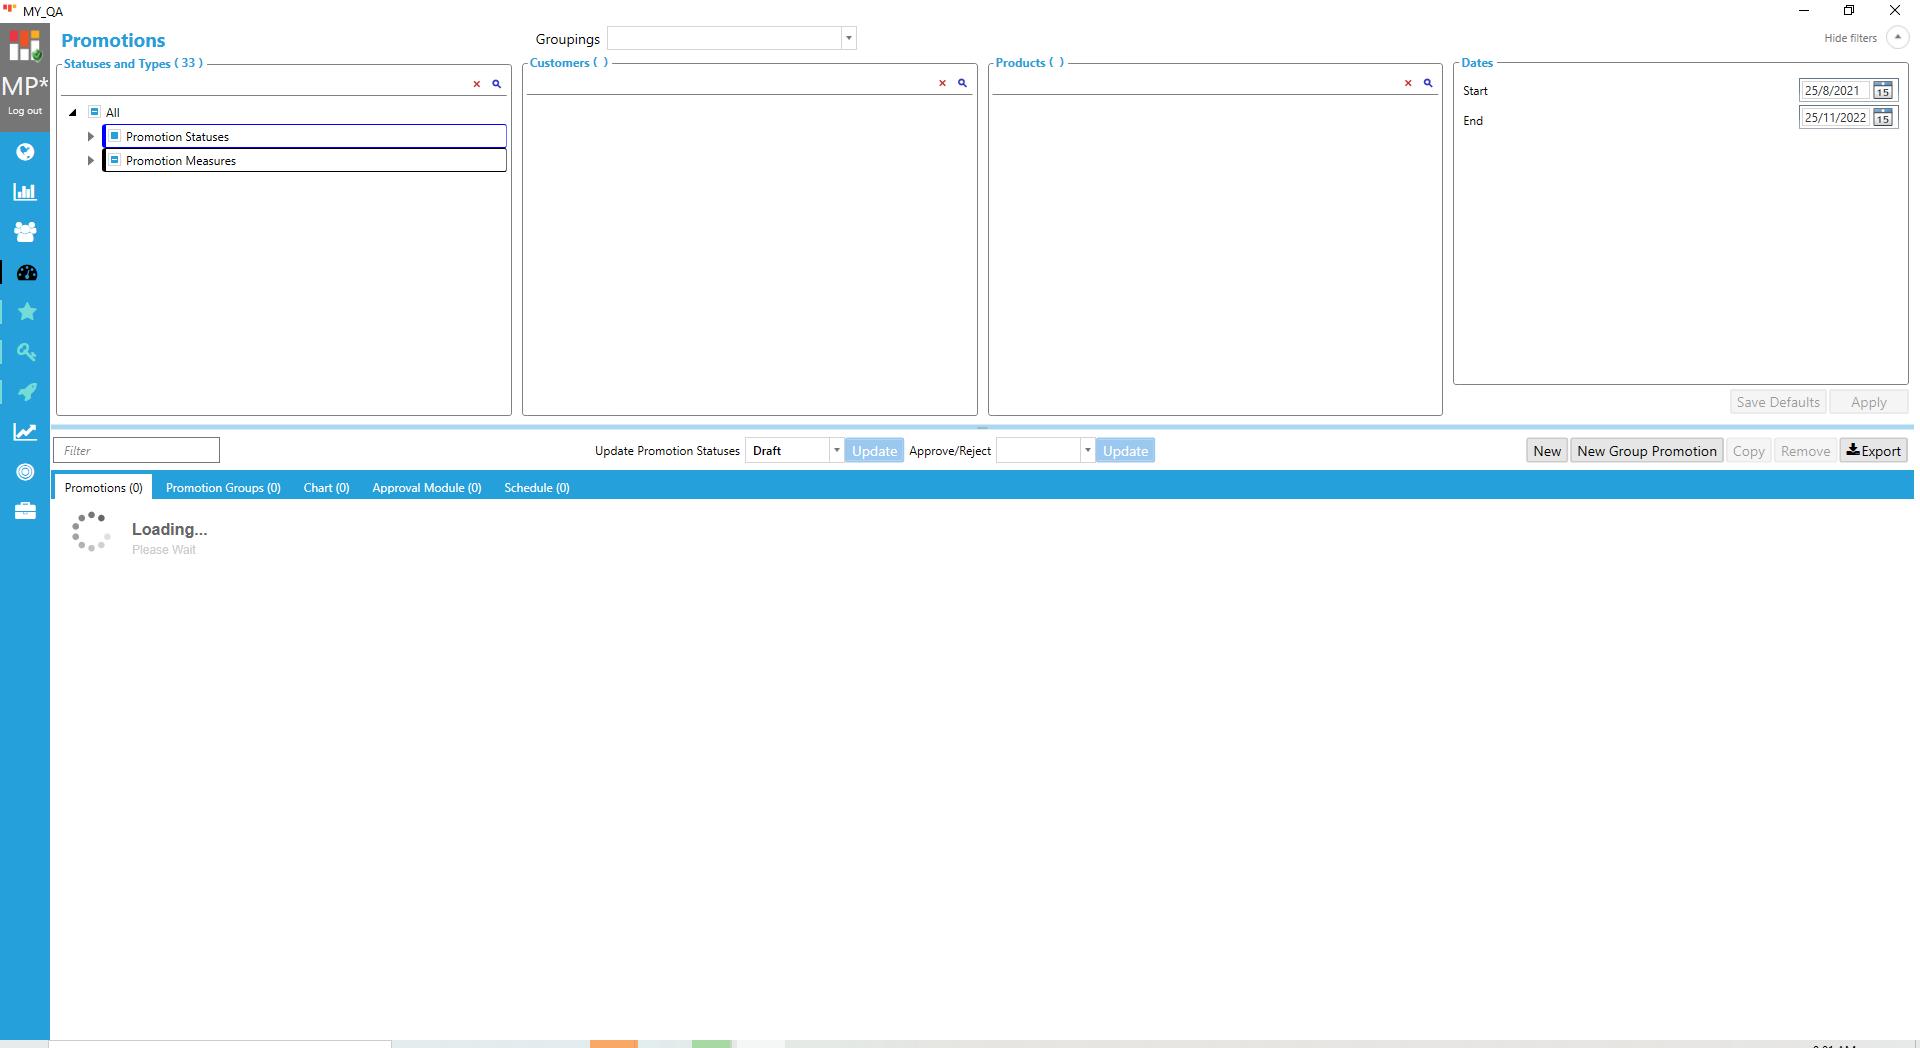 MY_QA
MP*
Log out
Promotions
Groupings
Hide filters
Statuses and Types ( 33 )
All
Promotion Statuses
Promotion Measures
Customers ( )
Products ( )
Dates
Start
25/8/2021
15
End
25/11/2022
15
Save Defaults
Apply
Filter
Update Promotion Statuses
Draft
Update
Approve/Reject
Update
New
New Group Promotion
Copy
Remove
Export
Promotions (0)
Promotion Groups (0)
Chart (0)
Approval Module (0)
Schedule (0)
Loading...
Please Wait